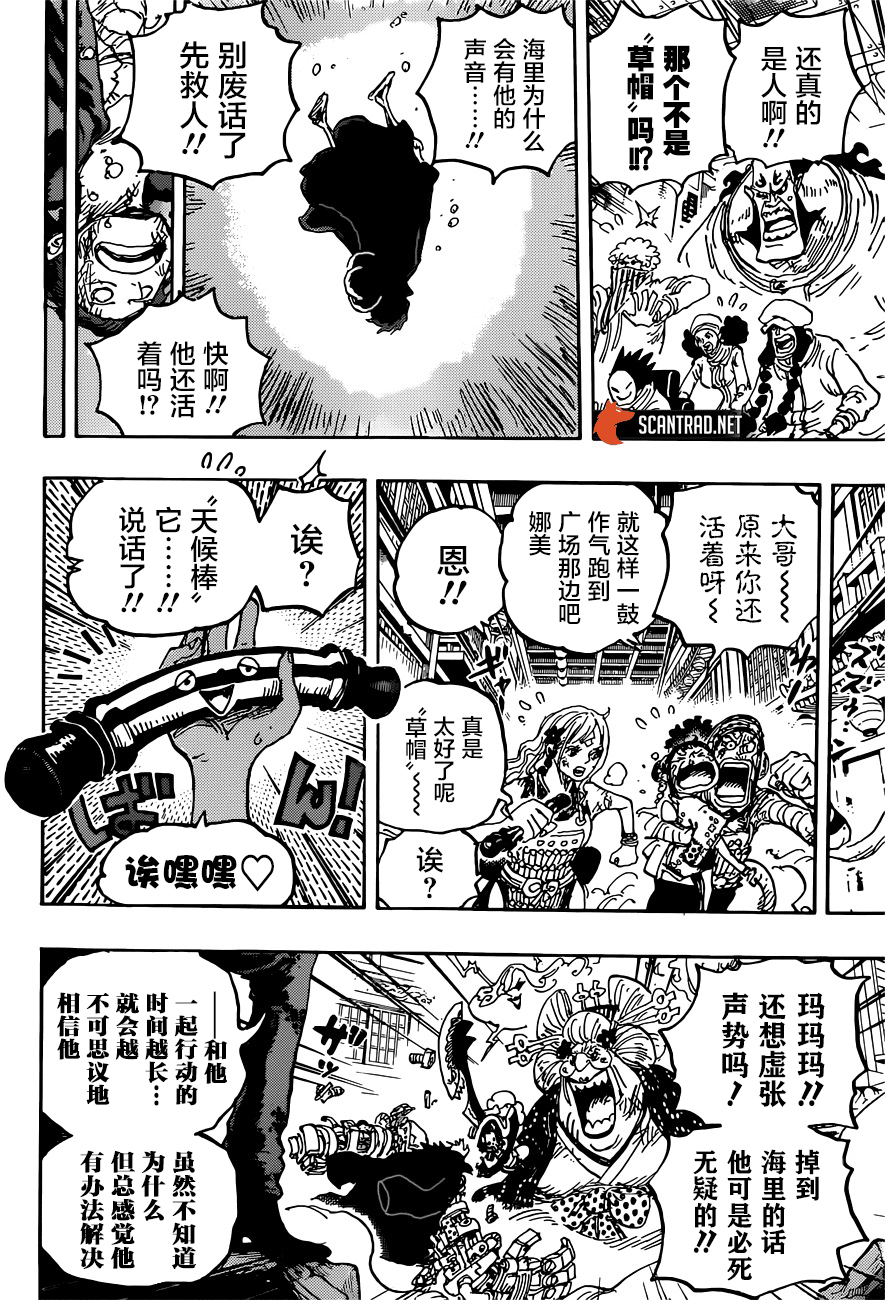 还真的
是人啊!!
那个不是
〝草帽〞吗!!?
海里为什么
会有他的
声音……!!
别废话了
先救人!!
快啊!!
他还活
着吗!?
SCANTRAD.NET
大哥～
原来你还
活着呀～
就这样一鼓
作气跑到
广场那边吧
娜美
恩!!
真是
太好了呢
〝草帽〞～
诶?
诶?
〝天候棒〞
它……!!
说话了!!
诶嘿嘿♡
ばん!
玛玛玛!!
还想虚张
声势吗!
掉到
海里的话
他可是必死
无疑的!!
——和他
一起行动的
时间越长…
就会越
不可思议地
相信他
虽然不知道
为什么
但总感觉他
有办法解决